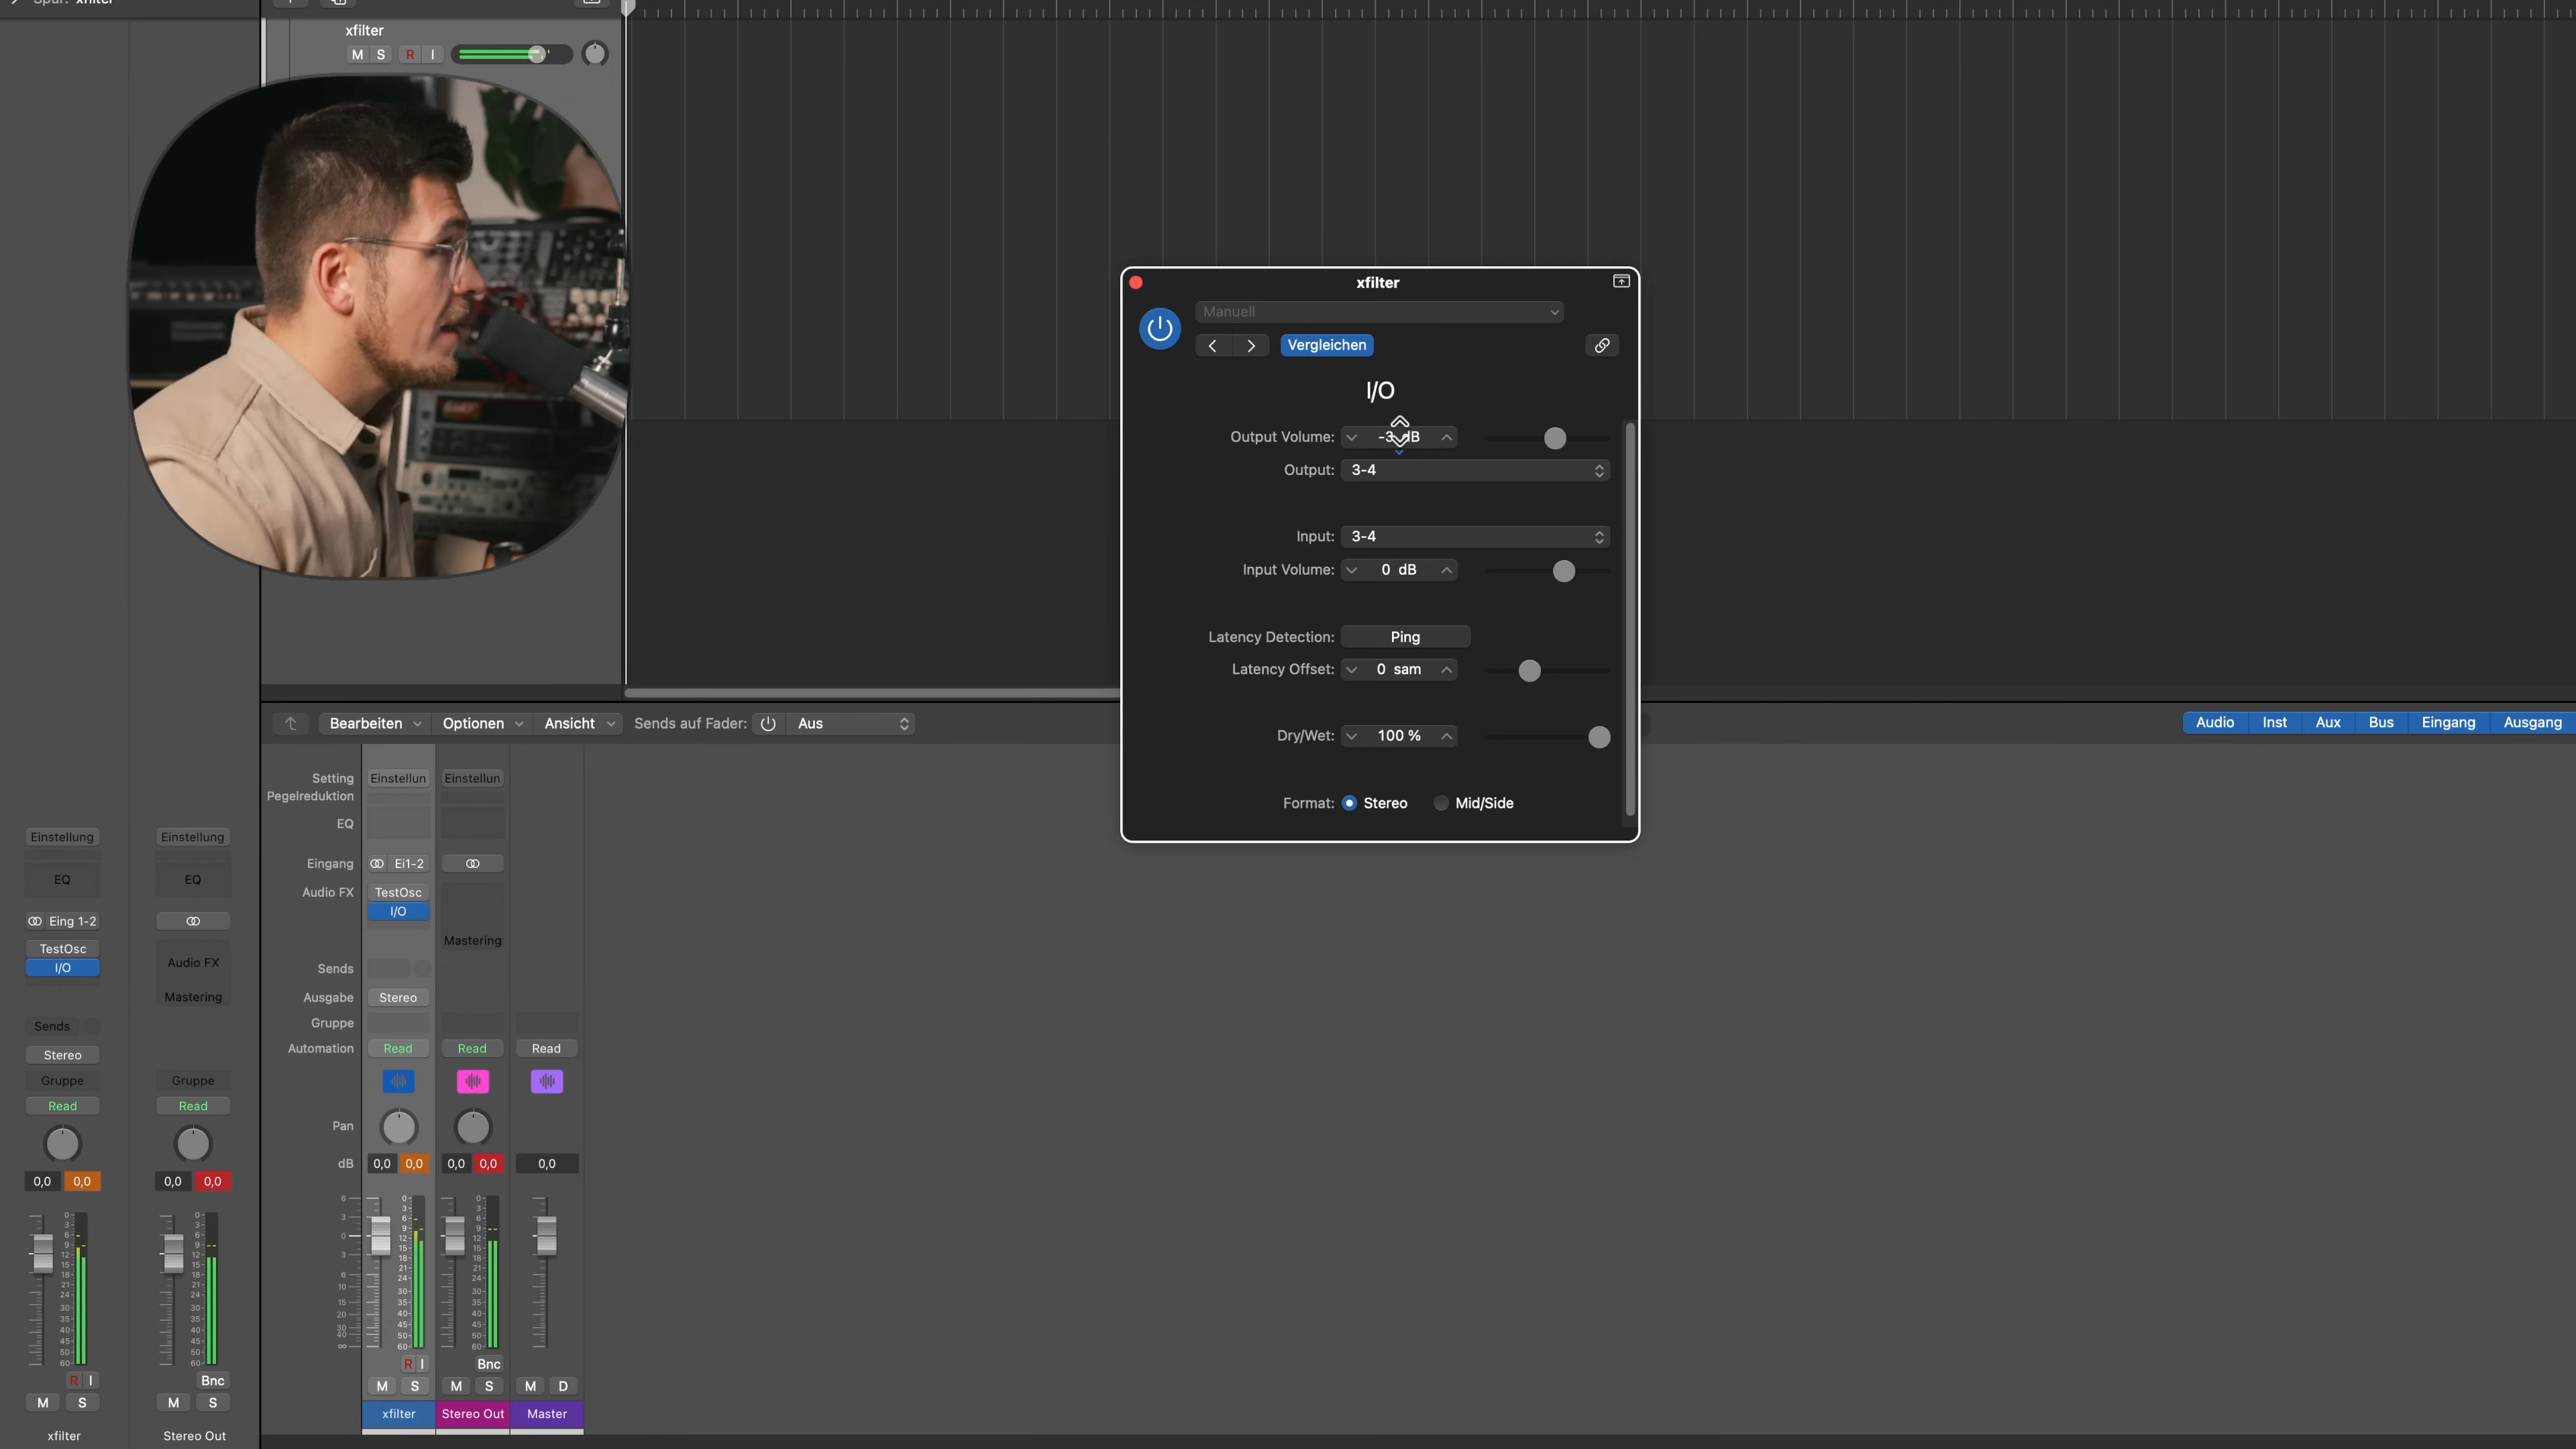 Spur: xfilter
xfilter
M S R I
xfilter
Manuell
Vergleichen
I/O
Output Volume: -3 dB
Output: 3-4
Input: 3-4
Input Volume: 0 dB
Latency Detection: Ping
Latency Offset: 0 sam
Dry/Wet: 100 %
Format: Stereo Mid/Side
Bearbeiten Optionen Ansicht Sends auf Fader: Aus
Audio Inst Aux Bus Eingang Ausgang
Setting Einstellun Einstellun
Pegelreduktion
EQ
Eingang Ei1-2
Audio FX TestOsc
I/O
Mastering
Sends
Ausgabe Stereo
Gruppe
Automation Read Read Read
Pan
dB 0,0 0,0 0,0 0,0 0,0
R I Bnc
M S M S M D
xfilter Stereo Out Master
Einstellung Einstellung
EQ EQ
Eing 1-2
TestOsc
I/O
Audio FX
Mastering
Sends
Stereo
Gruppe Gruppe
Read Read
0,0 0,0 0,0 0,0
R I Bnc
M S M S
xfilter Stereo Out